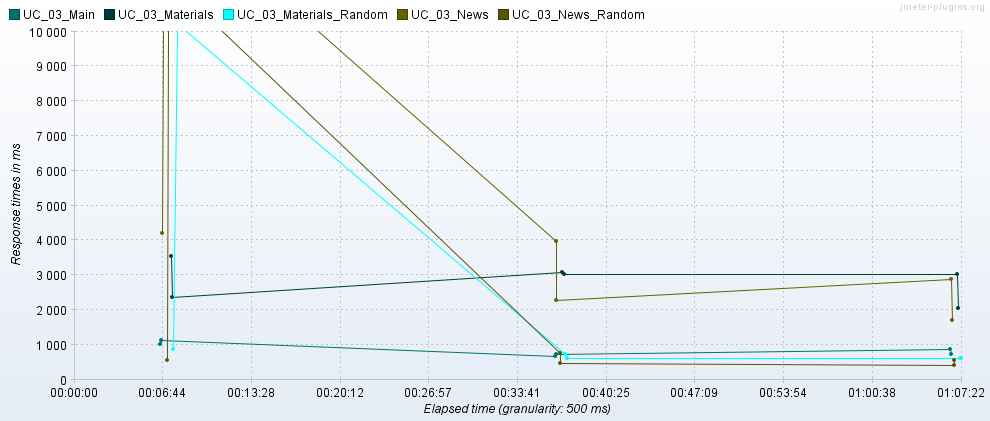 UC_03_Main UC_03_Materials UC_03_Materials_Random UC_03_News UC_03_News_Random
jmeter-plugins.org
10 000
9 000
8 000
7 000
6 000
5 000
4 000
3 000
2 000
1 000
0
Response times in ms
00:00:00 00:06:44 00:13:28 00:20:12 00:26:57 00:33:41 00:40:25 00:47:09 00:53:54 01:00:38 01:07:22
Elapsed time (granularity: 500 ms)